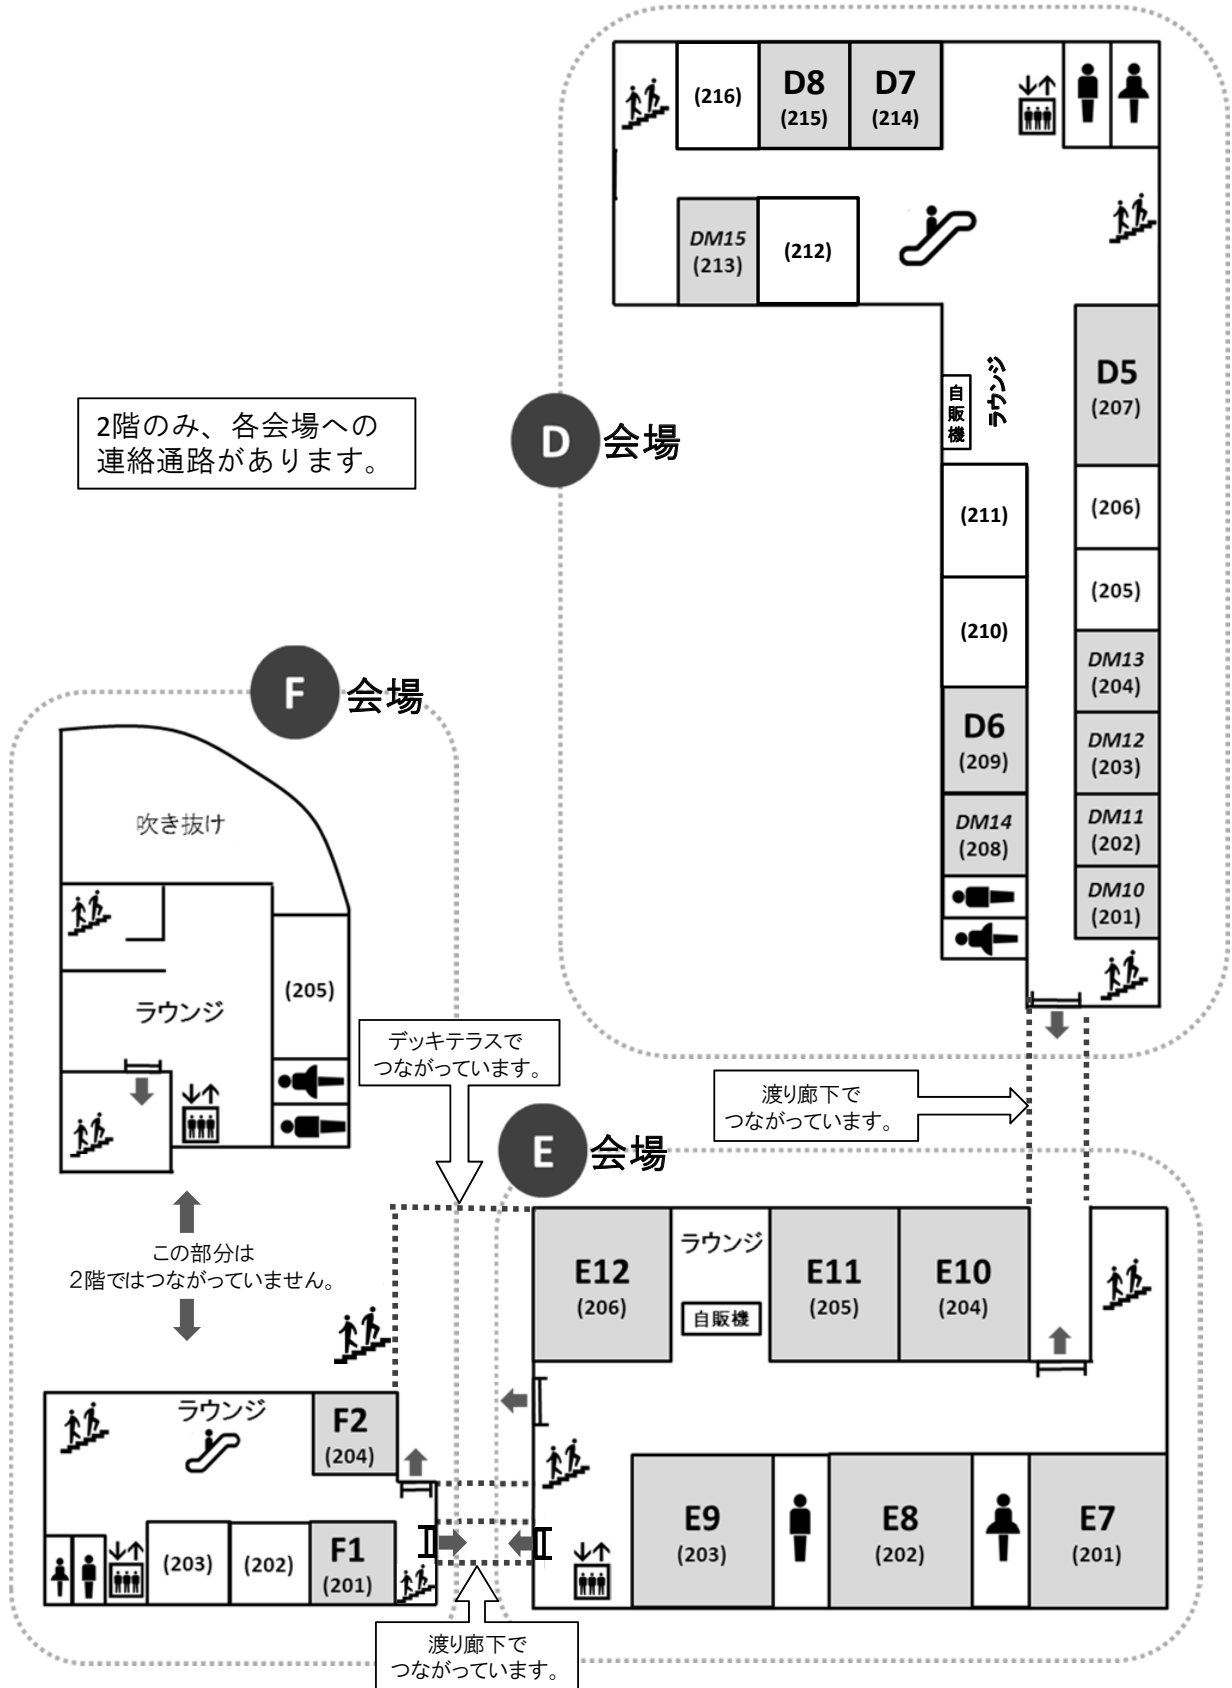 (216)
D8
(215)
D7
(214)
DM15
(213)
(212)
ラウンジ
自販機
D5
(207)
2階のみ、各会場への
連絡通路があります。
D 会場
(211)
(206)
(205)
(210)
DM13
(204)
D6
(209)
DM12
(203)
DM14
(208)
DM11
(202)
DM10
(201)
F 会場
吹き抜け
(205)
ラウンジ
デッキテラスで
つながっています。
渡り廊下で
つながっています。
E 会場
この部分は
2階ではつながっていません。
E12
(206)
ラウンジ
自販機
E11
(205)
E10
(204)
ラウンジ
F2
(204)
(203)
(202)
F1
(201)
E9
(203)
E8
(202)
E7
(201)
渡り廊下で
つながっています。